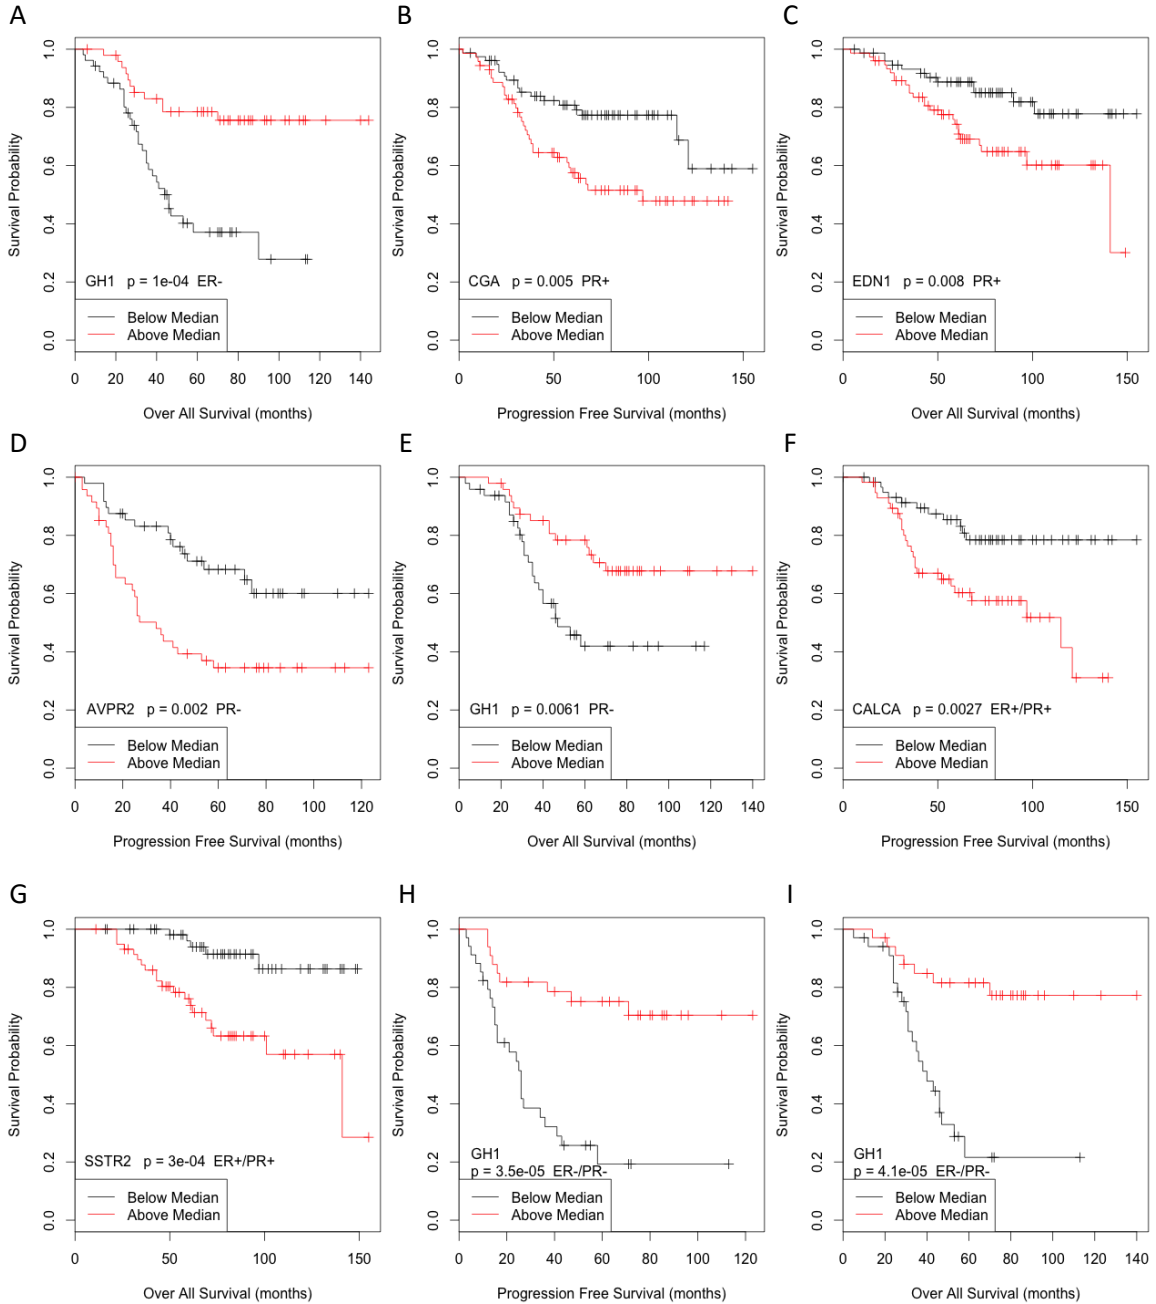 A
Survival Probability
1.0
0.8
0.6
0.4
0.2
0.0
GH1 p = 1e-04 ER-
Below Median
Above Median
0 20 40 60 80 100 120 140
Over All Survival (months)
B
Survival Probability
1.0
0.8
0.6
0.4
0.2
0.0
CGA p = 0.005 PR+
Below Median
Above Median
0 50 100 150
Progression Free Survival (months)
C
Survival Probability
1.0
0.8
0.6
0.4
0.2
0.0
EDN1 p = 0.008 PR+
Below Median
Above Median
0 50 100 150
Over All Survival (months)
D
Survival Probability
1.0
0.8
0.6
0.4
0.2
0.0
AVPR2 p = 0.002 PR-
Below Median
Above Median
0 20 40 60 80 100 120
Progression Free Survival (months)
E
Survival Probability
1.0
0.8
0.6
0.4
0.2
0.0
GH1 p = 0.0061 PR-
Below Median
Above Median
0 20 40 60 80 100 120 140
Over All Survival (months)
F
Survival Probability
1.0
0.8
0.6
0.4
0.2
0.0
CALCA p = 0.0027 ER+/PR+
Below Median
Above Median
0 50 100 150
Progression Free Survival (months)
G
Survival Probability
1.0
0.8
0.6
0.4
0.2
0.0
SSTR2 p = 3e-04 ER+/PR+
Below Median
Above Median
0 50 100 150
Over All Survival (months)
H
Survival Probability
1.0
0.8
0.6
0.4
0.2
0.0
GH1
p = 3.5e-05 ER-/PR-
Below Median
Above Median
0 20 40 60 80 100 120
Progression Free Survival (months)
I
Survival Probability
1.0
0.8
0.6
0.4
0.2
0.0
GH1
p = 4.1e-05 ER-/PR-
Below Median
Above Median
0 20 40 60 80 100 120 140
Over All Survival (months)